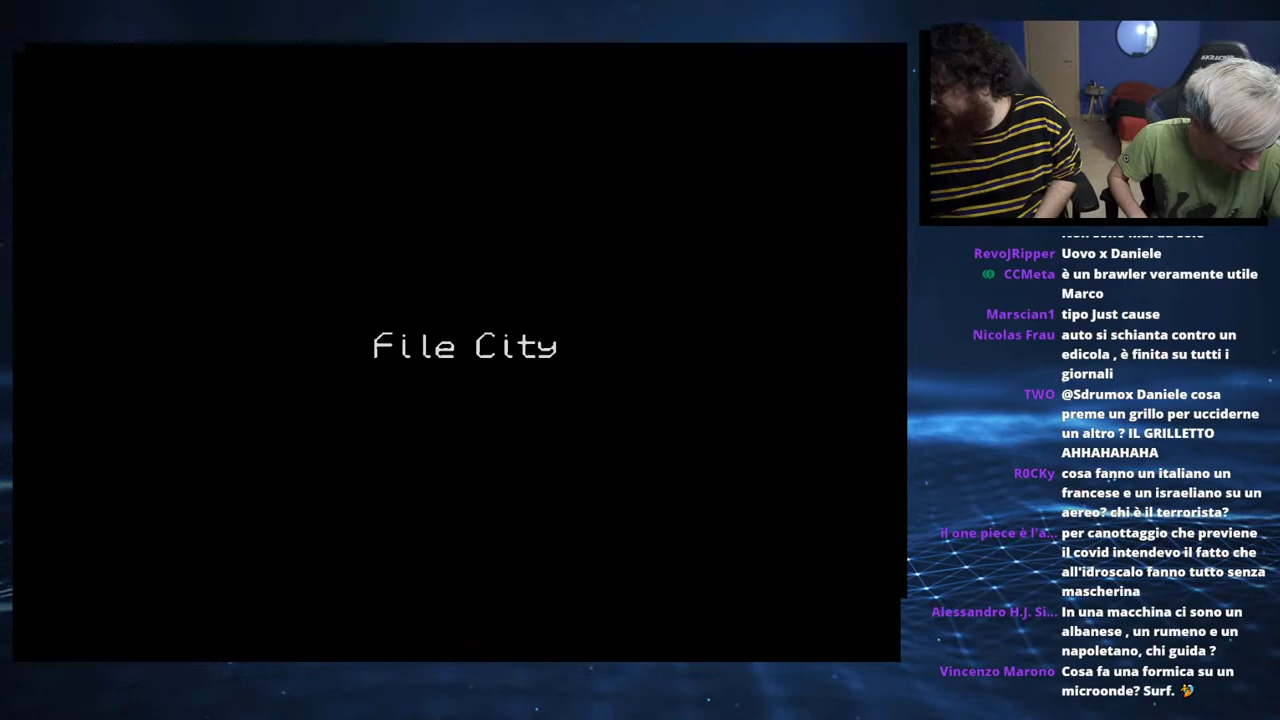 File City
AKRACING
RevoJRipper Uovo x Daniele
CCMeta è un brawler veramente utile
Marco
Marscian1 tipo Just cause
Nicolas Frau auto si schianta contro un
edicola , è finita su tutti i
giornali
TWO @Sdrumox Daniele cosa
preme un grillo per ucciderne
un altro ? IL GRILLETTO
AHHAHAHAHA
R0CKy cosa fanno un italiano un
francese e un israeliano su un
aereo? chi è il terrorista?
il one piece è l'a... per canottaggio che previene
il covid intendevo il fatto che
all'idroscalo fanno tutto senza
mascherina
Alessandro H.J. Si... In una macchina ci sono un
albanese , un rumeno e un
napoletano, chi guida ?
Vincenzo Marono Cosa fa una formica su un
microonde? Surf. 🏄